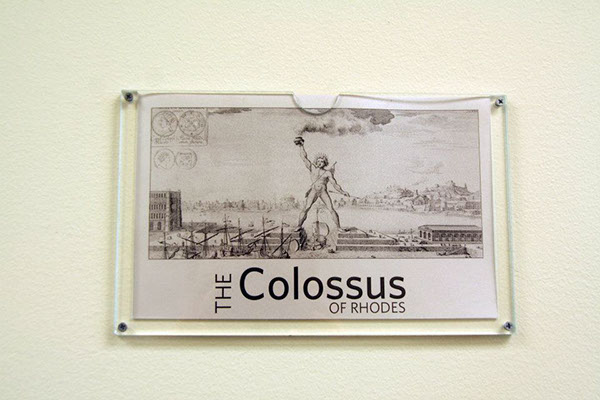 THE
Colossus
OF RHODES